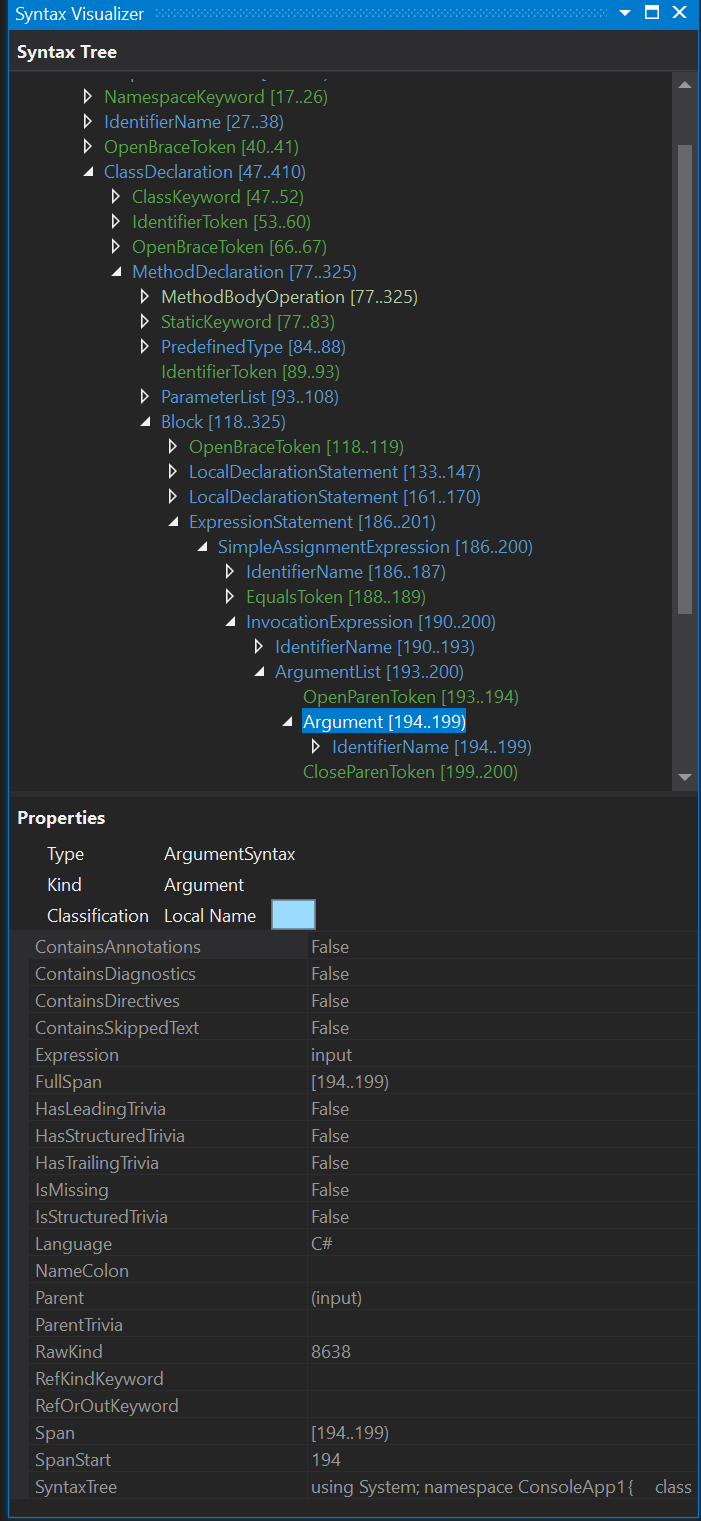 Syntax Visualizer
Syntax Tree
NamespaceKeyword [17..26)
IdentifierName [27..38)
OpenBraceToken [40..41)
ClassDeclaration [47..410)
ClassKeyword [47..52)
IdentifierToken [53..60)
OpenBraceToken [66..67)
MethodDeclaration [77..325)
MethodBodyOperation [77..325)
StaticKeyword [77..83)
PredefinedType [84..88)
IdentifierToken [89..93)
ParameterList [93..108)
Block [118..325)
OpenBraceToken [118..119)
LocalDeclarationStatement [133..147)
LocalDeclarationStatement [161..170)
ExpressionStatement [186..201)
SimpleAssignmentExpression [186..200)
IdentifierName [186..187)
EqualsToken [188..189)
InvocationExpression [190..200)
IdentifierName [190..193)
ArgumentList [193..200)
OpenParenToken [193..194)
Argument [194..199)
IdentifierName [194..199)
CloseParenToken [199..200)
Properties
Type ArgumentSyntax
Kind Argument
Classification Local Name
ContainsAnnotations False
ContainsDiagnostics False
ContainsDirectives False
ContainsSkippedText False
Expression input
FullSpan [194..199)
HasLeadingTrivia False
HasStructuredTrivia False
HasTrailingTrivia False
IsMissing False
IsStructuredTrivia False
Language C#
NameColon
Parent (input)
ParentTrivia
RawKind 8638
RefKindKeyword
RefOrOutKeyword
Span [194..199)
SpanStart 194
SyntaxTree using System; namespace ConsoleApp1{ class